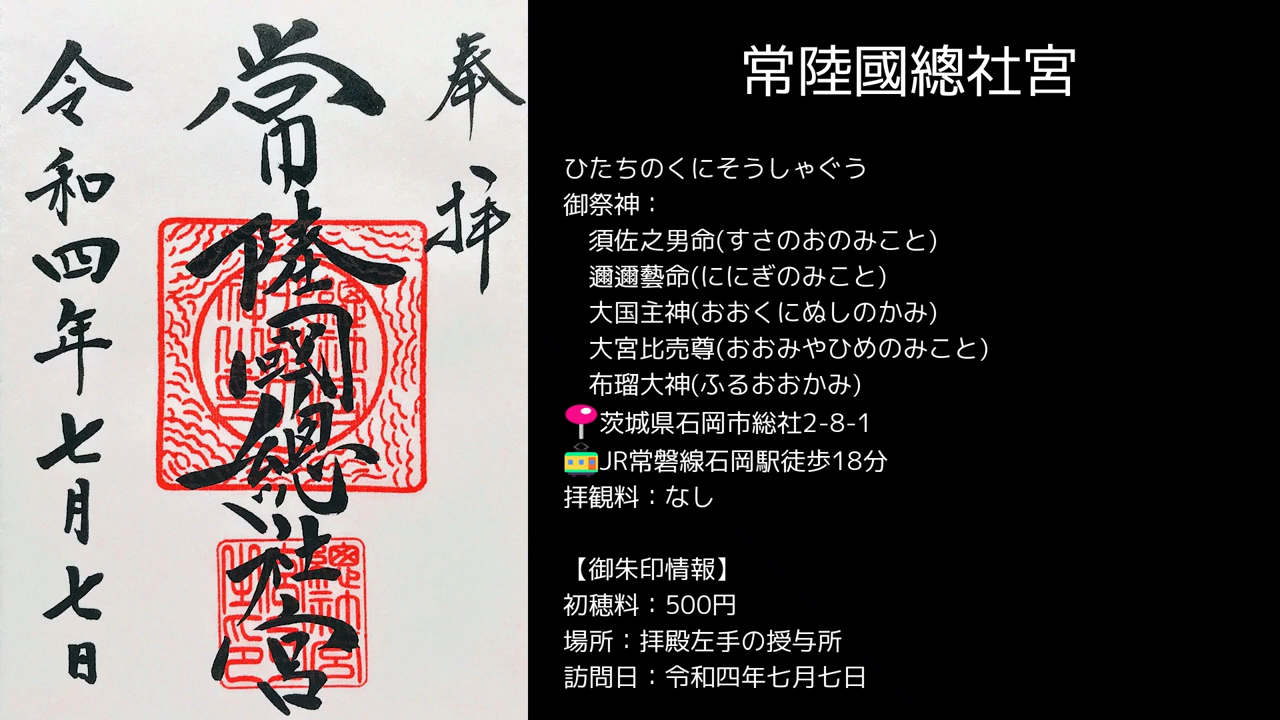 奉拝
常陸國總社宮
令和四年七月七日
常陸國總社宮
ひたちのくにそうしゃぐう
御祭神：
須佐之男命(すさのおのみこと)
邇邇藝命(ににぎのみこと)
大国主神(おおくにぬしのかみ)
大宮比売尊(おおみやひめのみこと)
布瑠大神(ふるおおかみ)
茨城県石岡市総社2-8-1
JR常磐線石岡駅徒歩18分
拝観料：なし
【御朱印情報】
初穂料：500円
場所：拝殿左手の授与所
訪問日：令和四年七月七日